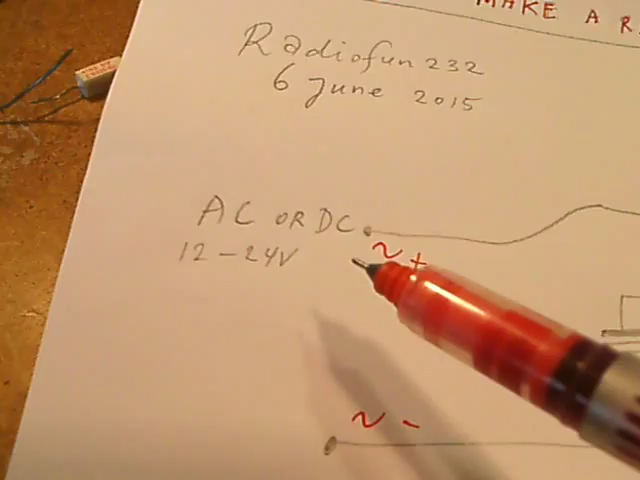 MAKE A R
Radiofun232
6 June 2015
AC OR DC
12-24V
~ +
~ -